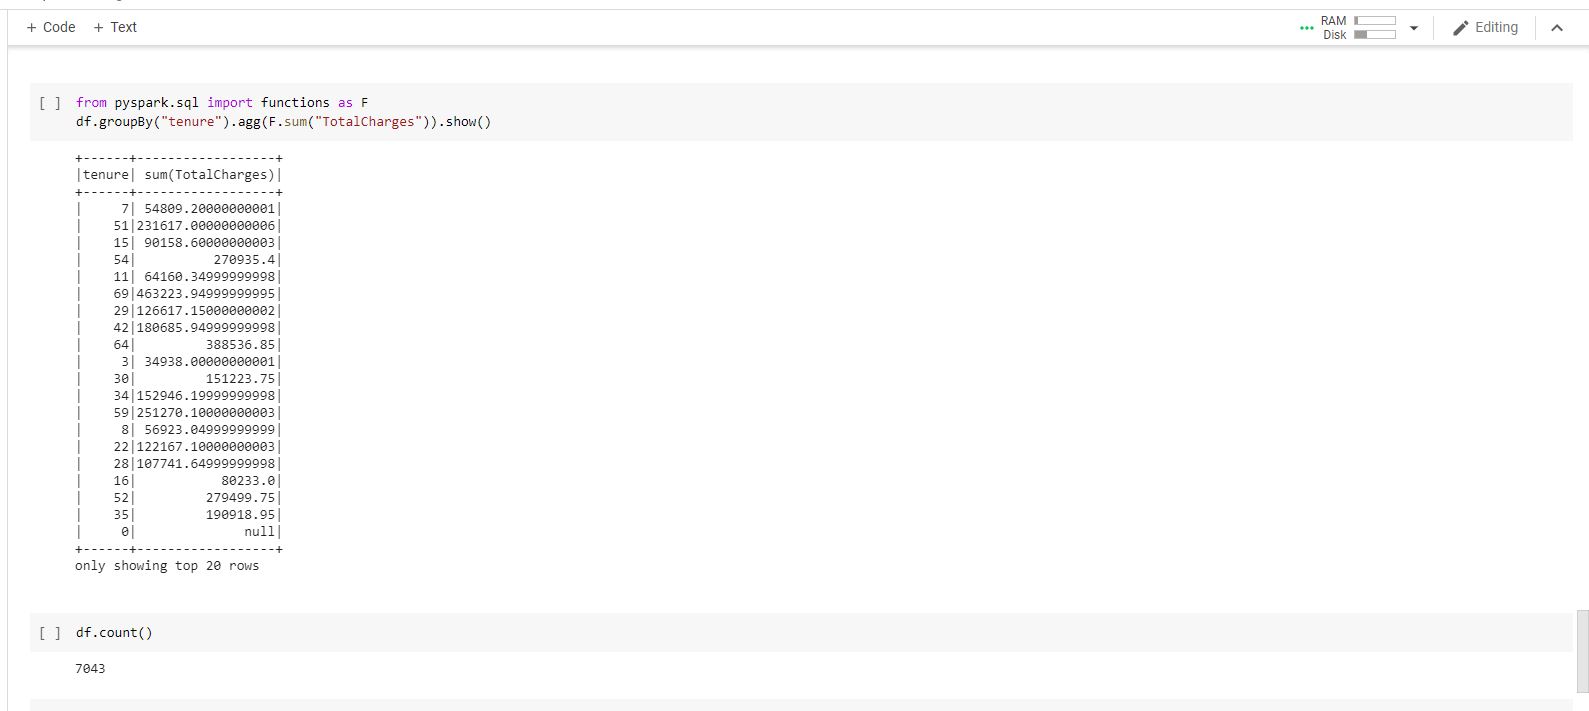 + Code + Text
RAM
Disk
Editing
[ ] from pyspark.sql import functions as F
df.groupBy("tenure").agg(F.sum("TotalCharges")).show()
+------+------------------+
|tenure| sum(TotalCharges)|
+------+------------------+
|     7| 54809.20000000001|
|    51|231617.00000000006|
|    15| 90158.60000000003|
|    54|          270935.4|
|    11| 64160.34999999998|
|    69|463223.94999999995|
|    29|126617.15000000002|
|    42|180685.94999999998|
|    64|         388536.85|
|     3| 34938.00000000001|
|    30|         151223.75|
|    34|152946.19999999998|
|    59|251270.10000000003|
|     8| 56923.04999999999|
|    22|122167.10000000003|
|    28|107741.64999999998|
|    16|           80233.0|
|    52|         279499.75|
|    35|         190918.95|
|     0|              null|
+------+------------------+
only showing top 20 rows
[ ] df.count()
7043